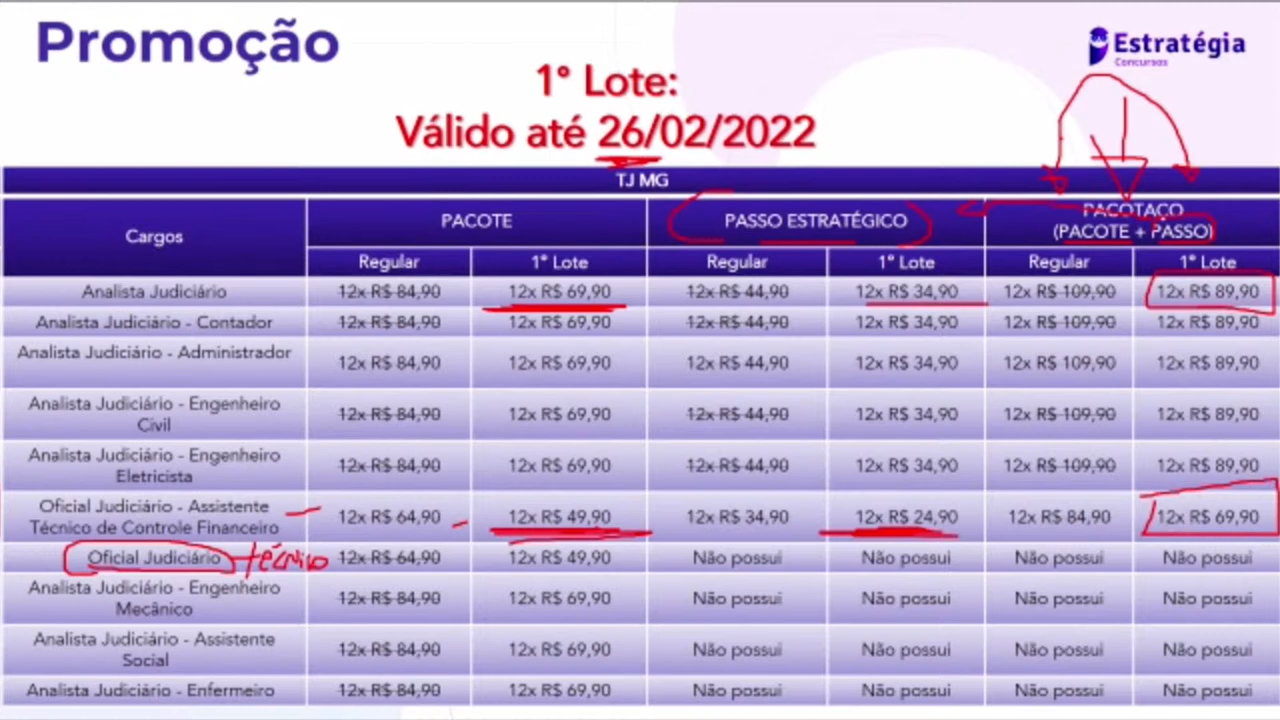 Promoção
Estratégia
Concursos
1° Lote:
Válido até 26/02/2022
TJ MG
Cargos
PACOTE
PASSO ESTRATÉGICO
PACOTAÇO
(PACOTE + PASSO)
Regular 1° Lote Regular 1° Lote Regular 1° Lote
Analista Judiciário 12x R$ 84,90 12x R$ 69,90 12x R$ 44,90 12x R$ 34,90 12x R$ 109,90 12x R$ 89,90
Analista Judiciário - Contador 12x R$ 84,90 12x R$ 69,90 12x R$ 44,90 12x R$ 34,90 12x R$ 109,90 12x R$ 89,90
Analista Judiciário - Administrador 12x R$ 84,90 12x R$ 69,90 12x R$ 44,90 12x R$ 34,90 12x R$ 109,90 12x R$ 89,90
Analista Judiciário - Engenheiro
Civil 12x R$ 84,90 12x R$ 69,90 12x R$ 44,90 12x R$ 34,90 12x R$ 109,90 12x R$ 89,90
Analista Judiciário - Engenheiro
Eletricista 12x R$ 84,90 12x R$ 69,90 12x R$ 44,90 12x R$ 34,90 12x R$ 109,90 12x R$ 89,90
Oficial Judiciário - Assistente
Técnico de Controle Financeiro 12x R$ 64,90 12x R$ 49,90 12x R$ 34,90 12x R$ 24,90 12x R$ 84,90 12x R$ 69,90
Oficial Judiciário técnico 12x R$ 64,90 12x R$ 49,90 Não possui Não possui Não possui Não possui
Analista Judiciário - Engenheiro
Mecânico 12x R$ 84,90 12x R$ 69,90 Não possui Não possui Não possui Não possui
Analista Judiciário - Assistente
Social 12x R$ 84,90 12x R$ 69,90 Não possui Não possui Não possui Não possui
Analista Judiciário - Enfermeiro 12x R$ 84,90 12x R$ 69,90 Não possui Não possui Não possui Não possui